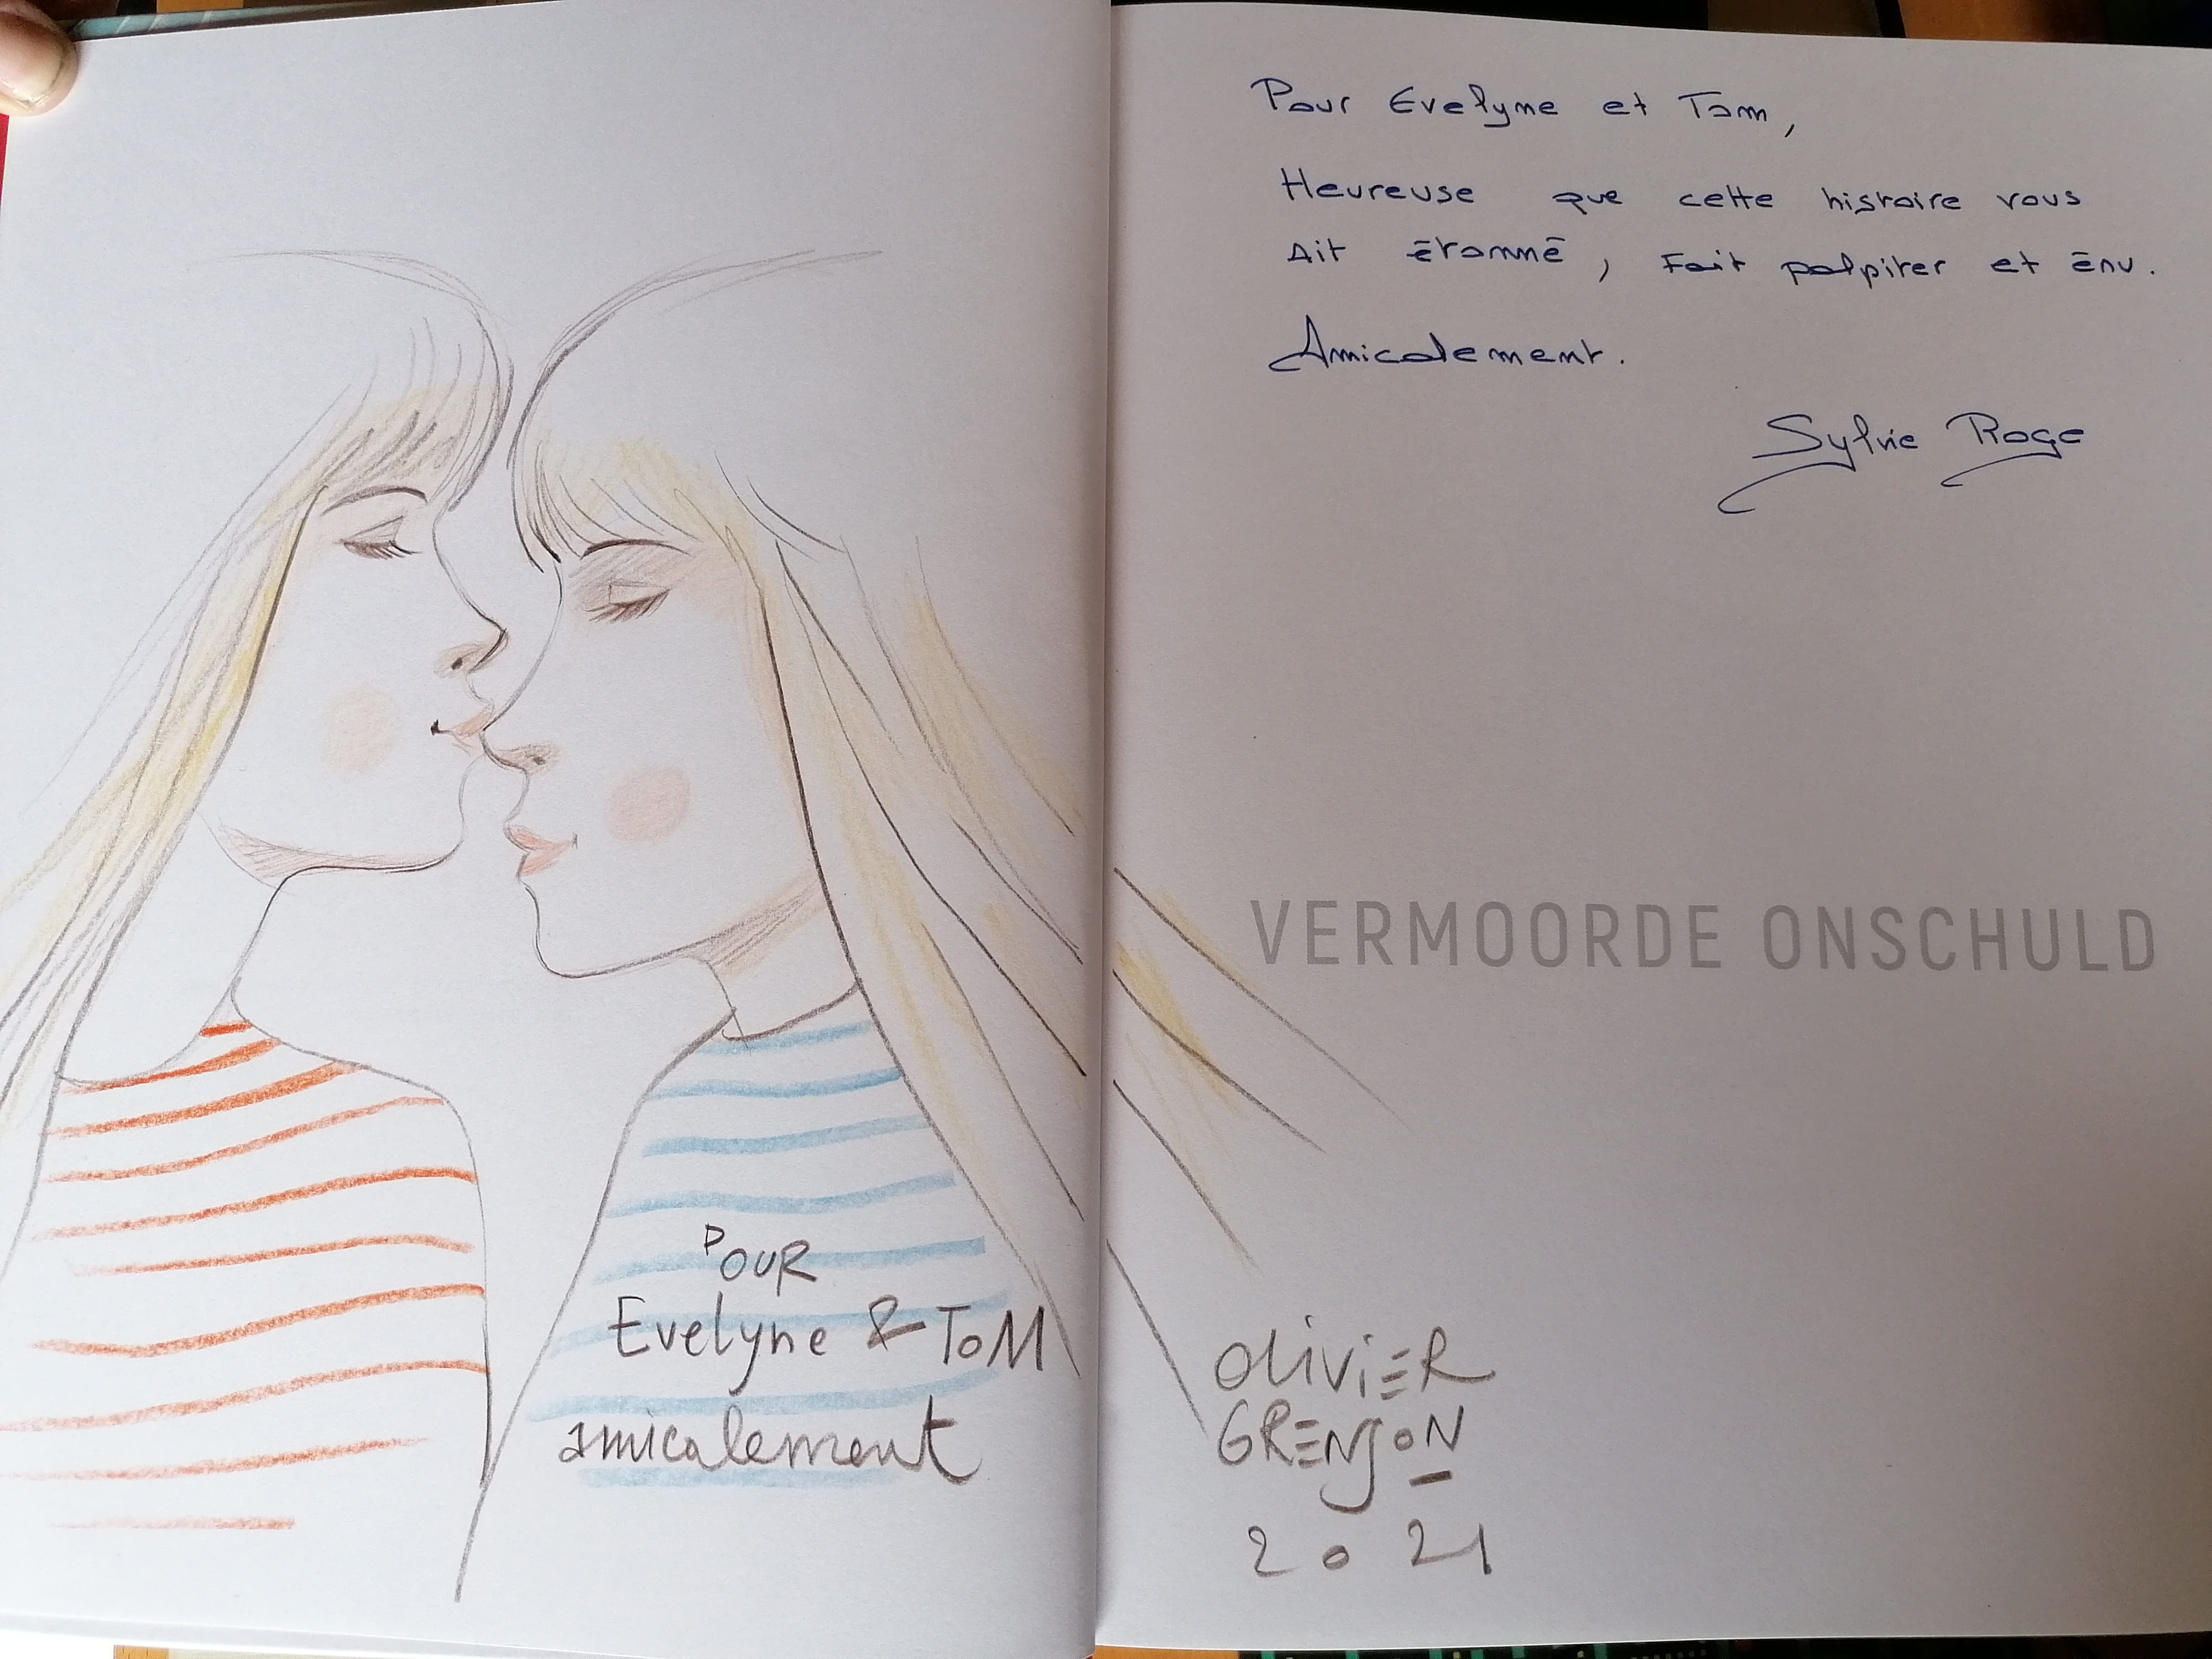 Pour
Evelyne & Tom
amicalement
Pour Evelyne et Tom,
Heureuse que cette histoire vous
Ait étonné, Fait palpiter et ému.
Amicalement.
Sylvie Roge
VERMOORDE ONSCHULD
OLIVIER
GRENSON
2021